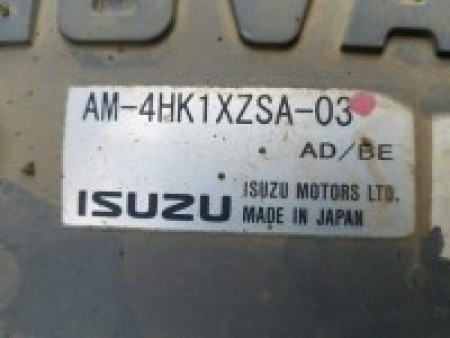 AM-4HK1XZSA-03
AD/BE
ISUZU
ISUZU MOTORS LTD.
MADE IN JAPAN